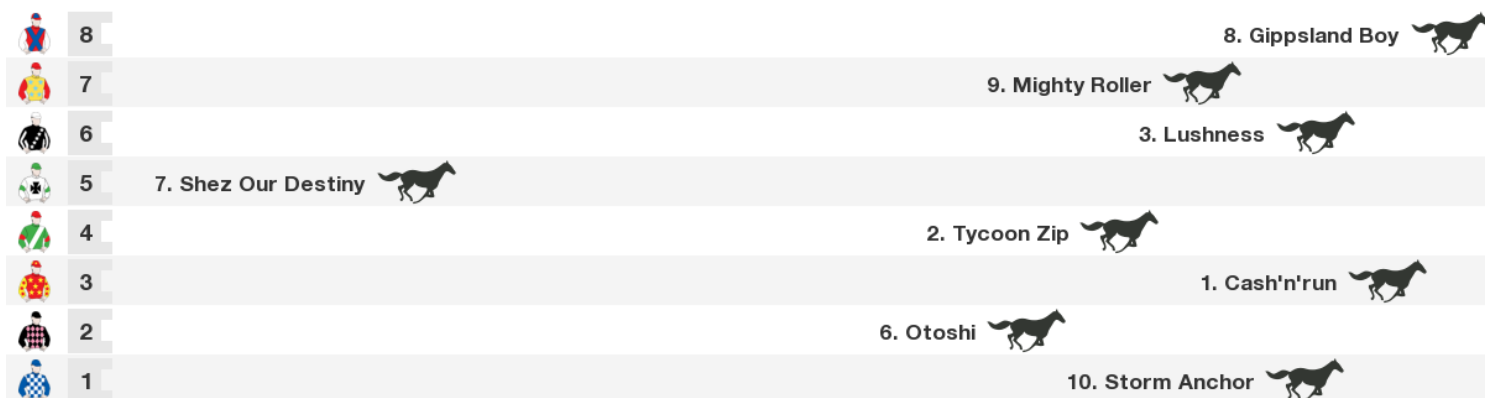 8 8. Gippsland Boy
7 9. Mighty Roller
6 3. Lushness
5 7. Shez Our Destiny
4 2. Tycoon Zip
3 1. Cash'n'run
2 6. Otoshi
1 10. Storm Anchor